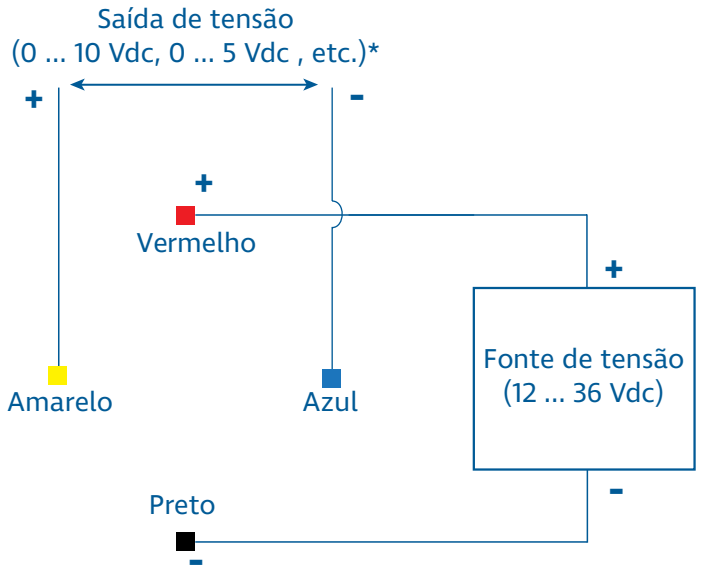 Saída de tensão
(0 ... 10 Vdc, 0 ... 5 Vdc , etc.)*
+
-
+
Vermelho
+
Fonte de tensão
(12 ... 36 Vdc)
Amarelo
Azul
-
Preto
-